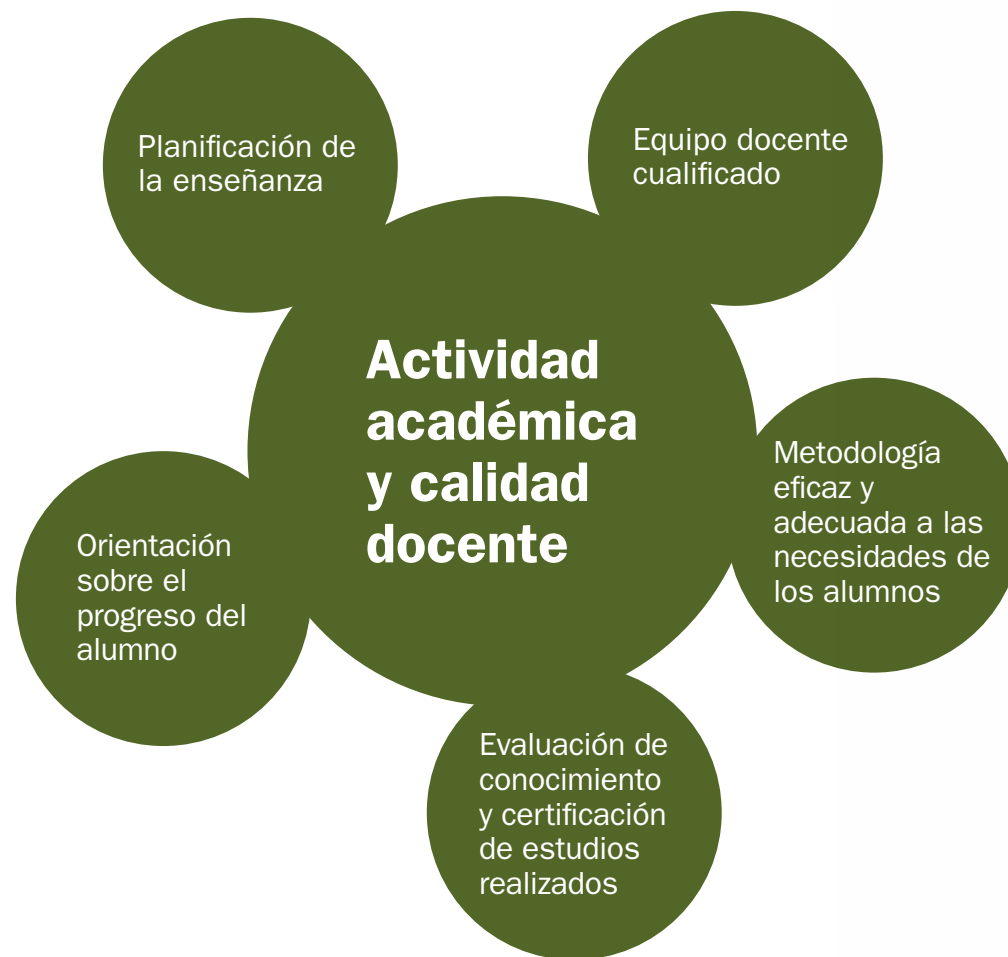 Planificación de
la enseñanza
Equipo docente
cualificado
Actividad
académica
y calidad
docente
Metodología
eficaz y
adecuada a las
necesidades de
los alumnos
Orientación
sobre el
progreso del
alumno
Evaluación de
conocimiento
y certificación
de estudios
realizados